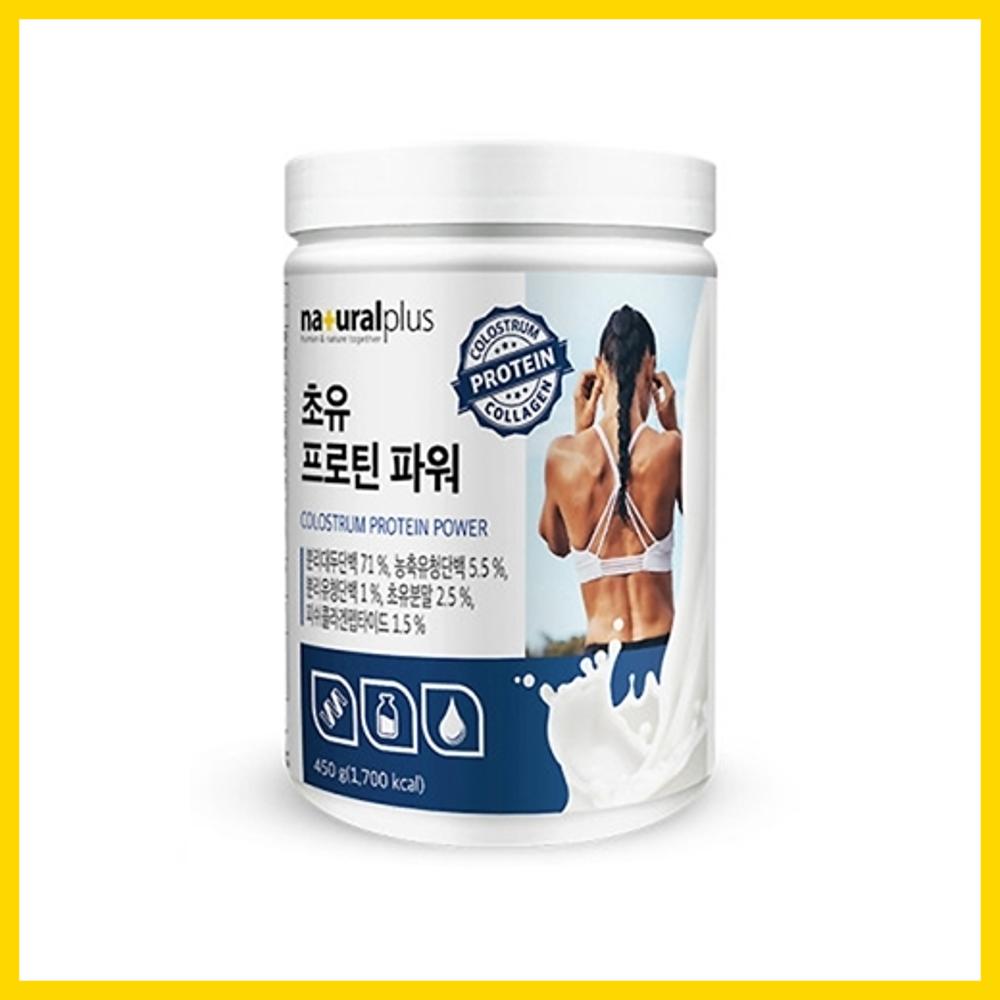 naturalplus
human & nature together
COLOSTRUM
PROTEIN
COLLAGEN
초유
프로틴 파워
COLOSTRUM PROTEIN POWER
분리대두단백 71 %, 농축유청단백 5.5 %,
분리유청단백 1 %, 초유분말 2.5 %,
피쉬콜라겐펩타이드 1.5 %
450 g(1,700 kcal)